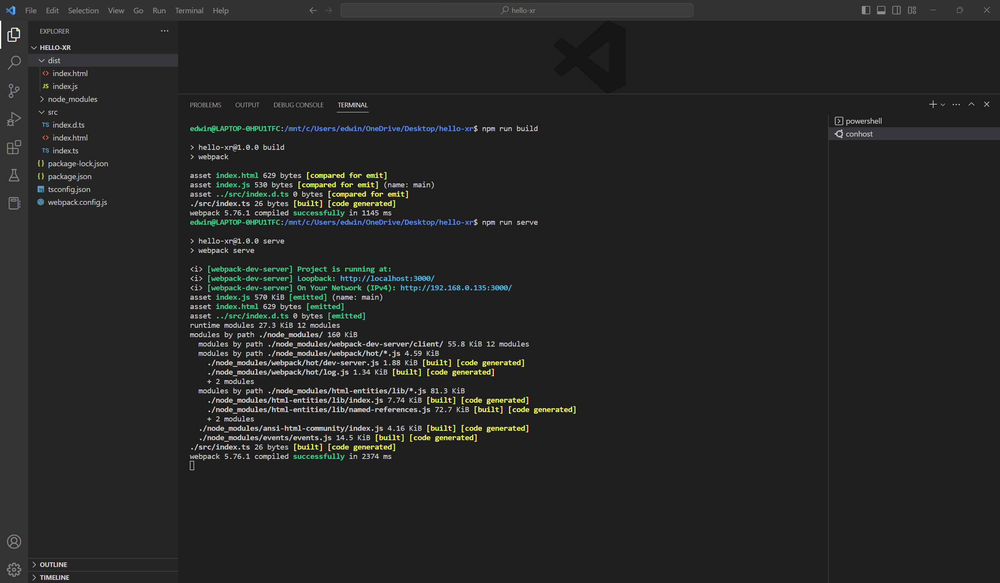 File Edit Selection View Go Run Terminal Help
hello-xr
EXPLORER
HELLO-XR
dist
index.html
JS index.js
node_modules
src
TS index.d.ts
index.html
TS index.ts
{} package-lock.json
{} package.json
TS tsconfig.json
webpack.config.js
OUTLINE
TIMELINE
PROBLEMS OUTPUT DEBUG CONSOLE TERMINAL
edwin@LAPTOP-0HPU1TFC:/mnt/c/Users/edwin/OneDrive/Desktop/hello-xr$ npm run build
> hello-xr@1.0.0 build
> webpack
asset index.html 629 bytes [compared for emit]
asset index.js 530 bytes [compared for emit] (name: main)
asset ../src/index.d.ts 0 bytes [compared for emit]
./src/index.ts 26 bytes [built] [code generated]
webpack 5.76.1 compiled successfully in 1145 ms
edwin@LAPTOP-0HPU1TFC:/mnt/c/Users/edwin/OneDrive/Desktop/hello-xr$ npm run serve
> hello-xr@1.0.0 serve
> webpack serve
<i> [webpack-dev-server] Project is running at:
<i> [webpack-dev-server] Loopback: http://localhost:3000/
<i> [webpack-dev-server] On Your Network (IPv4): http://192.168.0.135:3000/
asset index.js 570 KiB [emitted] (name: main)
asset index.html 629 bytes [emitted]
asset ../src/index.d.ts 0 bytes [emitted]
runtime modules 27.3 KiB 12 modules
modules by path ./node_modules/ 160 KiB
modules by path ./node_modules/webpack-dev-server/client/ 55.8 KiB 12 modules
modules by path ./node_modules/webpack/hot/*.js 4.59 KiB
./node_modules/webpack/hot/dev-server.js 1.88 KiB [built] [code generated]
./node_modules/webpack/hot/log.js 1.34 KiB [built] [code generated]
+ 2 modules
modules by path ./node_modules/html-entities/lib/*.js 81.3 KiB
./node_modules/html-entities/lib/index.js 7.74 KiB [built] [code generated]
./node_modules/html-entities/lib/named-references.js 72.7 KiB [built] [code generated]
+ 2 modules
./node_modules/ansi-html-community/index.js 4.16 KiB [built] [code generated]
./node_modules/events/events.js 14.5 KiB [built] [code generated]
./src/index.ts 26 bytes [built] [code generated]
webpack 5.76.1 compiled successfully in 2374 ms
powershell
conhost